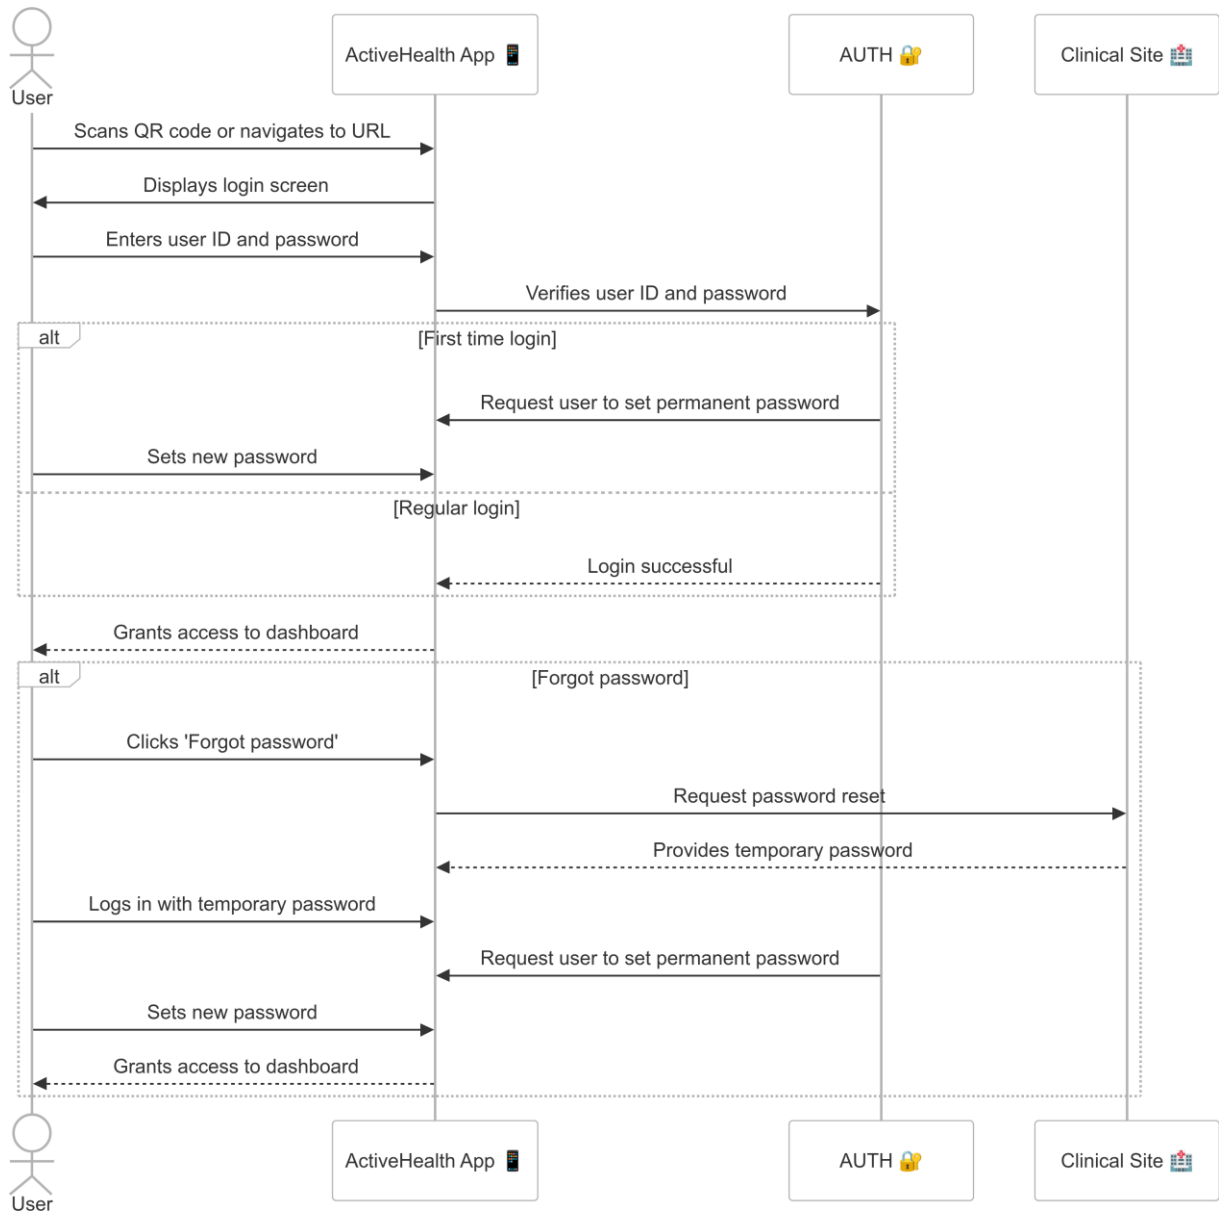 User
ActiveHealth App 📱
AUTH 🔐
Clinical Site 🏥
Scans QR code or navigates to URL
Displays login screen
Enters user ID and password
Verifies user ID and password
alt
[First time login]
Request user to set permanent password
Sets new password
[Regular login]
Login successful
Grants access to dashboard
alt
[Forgot password]
Clicks 'Forgot password'
Request password reset
Provides temporary password
Logs in with temporary password
Request user to set permanent password
Sets new password
Grants access to dashboard
User
ActiveHealth App 📱
AUTH 🔐
Clinical Site 🏥